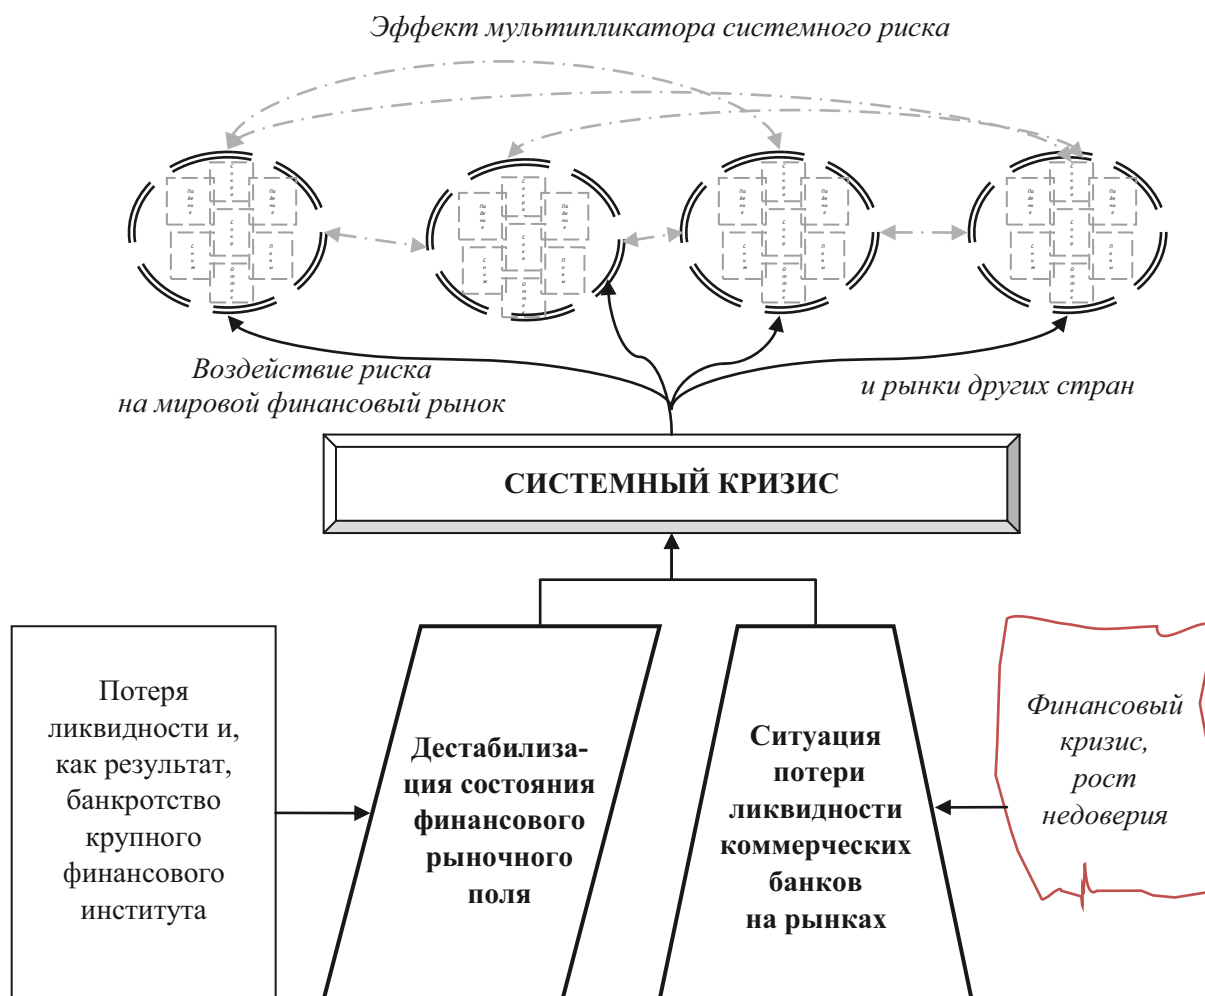 Эффект мультипликатора системного риска
Воздействие риска
на мировой финансовый рынок
и рынки других стран
СИСТЕМНЫЙ КРИЗИС
Потеря
ликвидности и,
как результат,
банкротство
крупного
финансового
института
Дестабилиза-
ция состояния
финансового
рыночного
поля
Ситуация
потери
ликвидности
коммерческих
банков
на рынках
Финансовый
кризис,
рост
недоверия